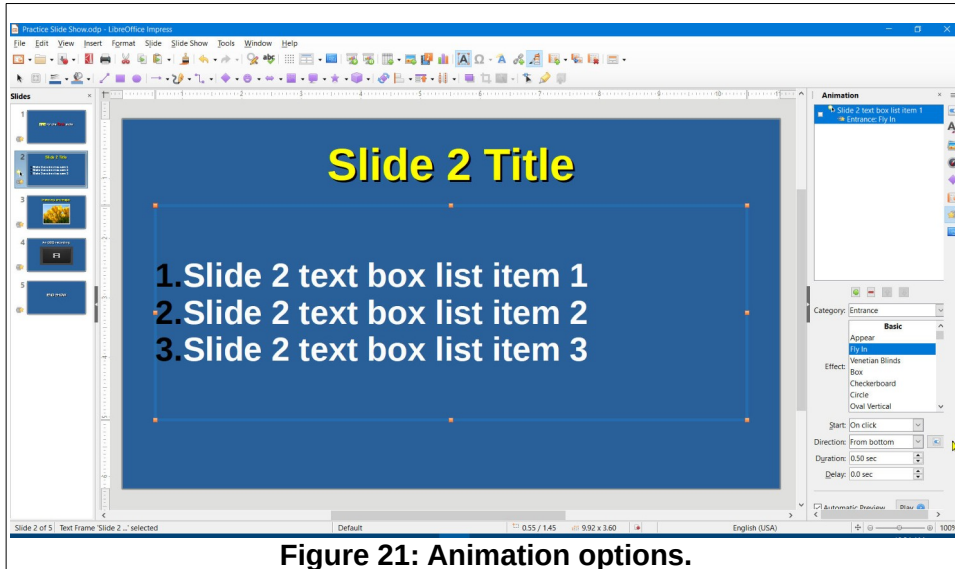 Practice Slide Show.odp - LibreOffice Impress
File Edit View Insert Format Slide Slide Show Tools Window Help
Slides
1
2
3
4
5
Slide 2 Title
1.Slide 2 text box list item 1
2.Slide 2 text box list item 2
3.Slide 2 text box list item 3
Animation
Slide 2 text box list item 1
Entrance: Fly In
Category: Entrance
Basic
Appear
Fly In
Effect: Venetian Blinds
Box
Checkerboard
Circle
Oval Vertical
Start: On click
Direction: From bottom
Duration: 0.50 sec
Delay: 0.0 sec
Automatic Preview Play
Slide 2 of 5 Text Frame 'Slide 2 ...' selected Default 0.55 / 1.45 9.92 x 3.60 English (USA) 100%
Figure 21: Animation options.